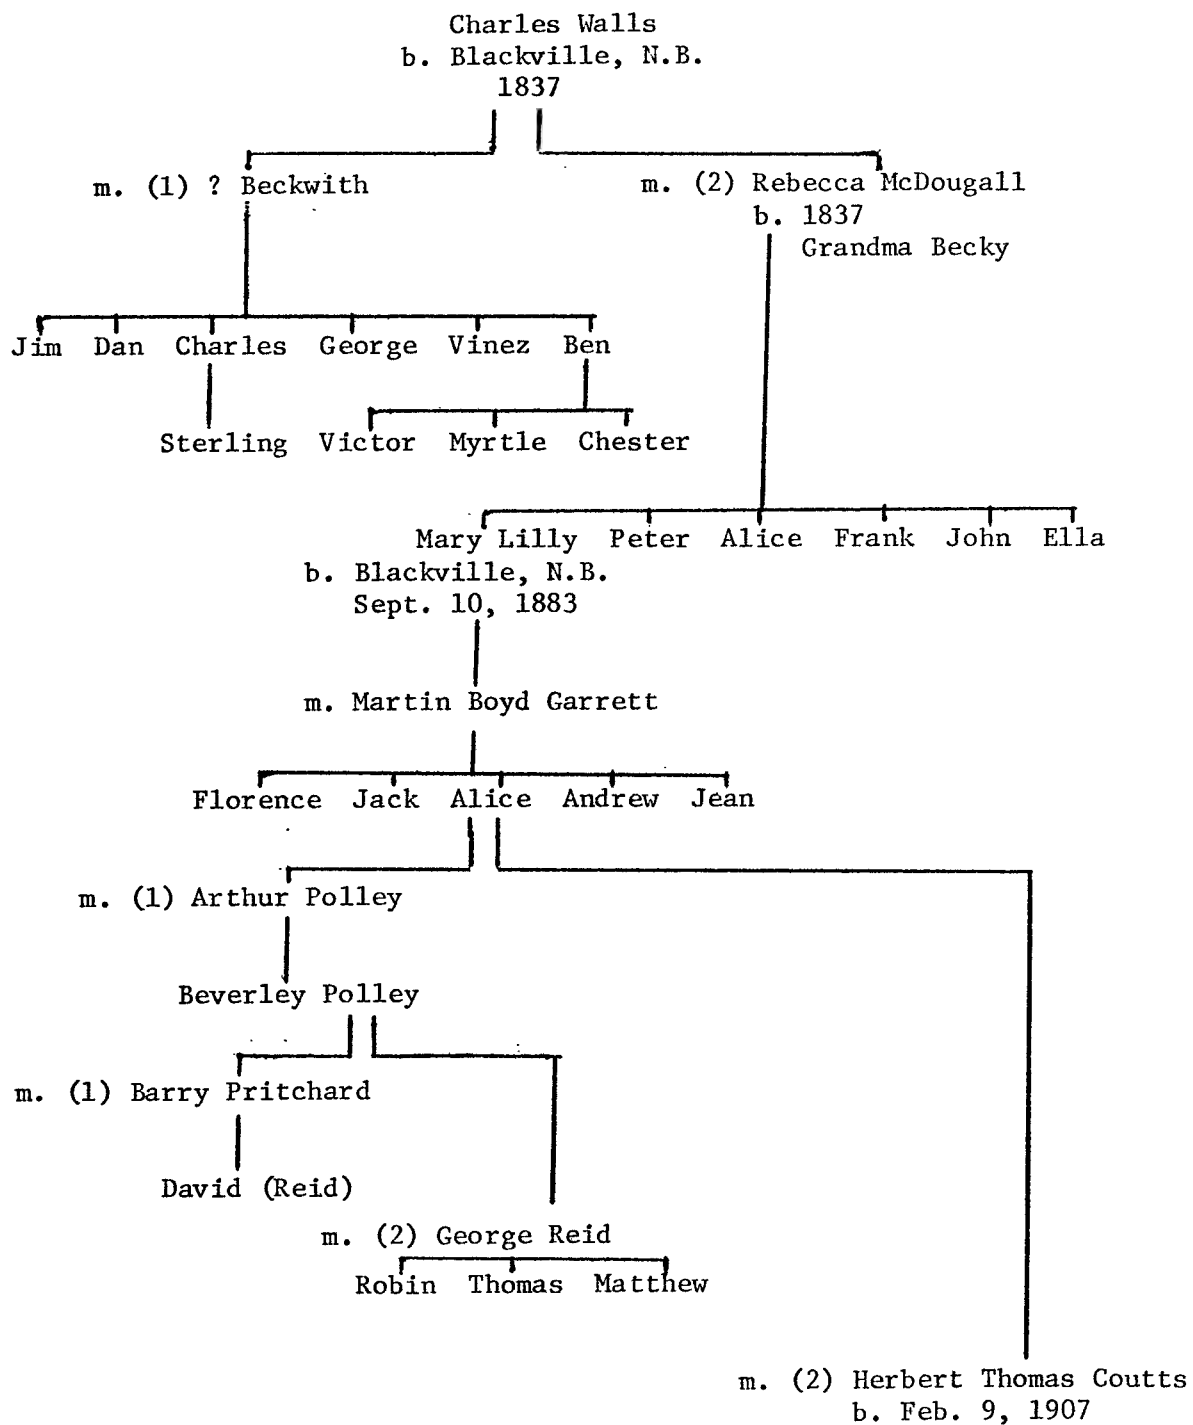 Charles Walls
b. Blackville, N.B.
1837
m. (1) ? Beckwith
m. (2) Rebecca McDougall
b. 1837
Grandma Becky
Jim Dan Charles George Vinez Ben
Sterling Victor Myrtle Chester
Mary Lilly Peter Alice Frank John Ella
b. Blackville, N.B.
Sept. 10, 1883
m. Martin Boyd Garrett
Florence Jack Alice Andrew Jean
m. (1) Arthur Polley
Beverley Polley
m. (1) Barry Pritchard
David (Reid)
m. (2) George Reid
Robin Thomas Matthew
m. (2) Herbert Thomas Coutts
b. Feb. 9, 1907